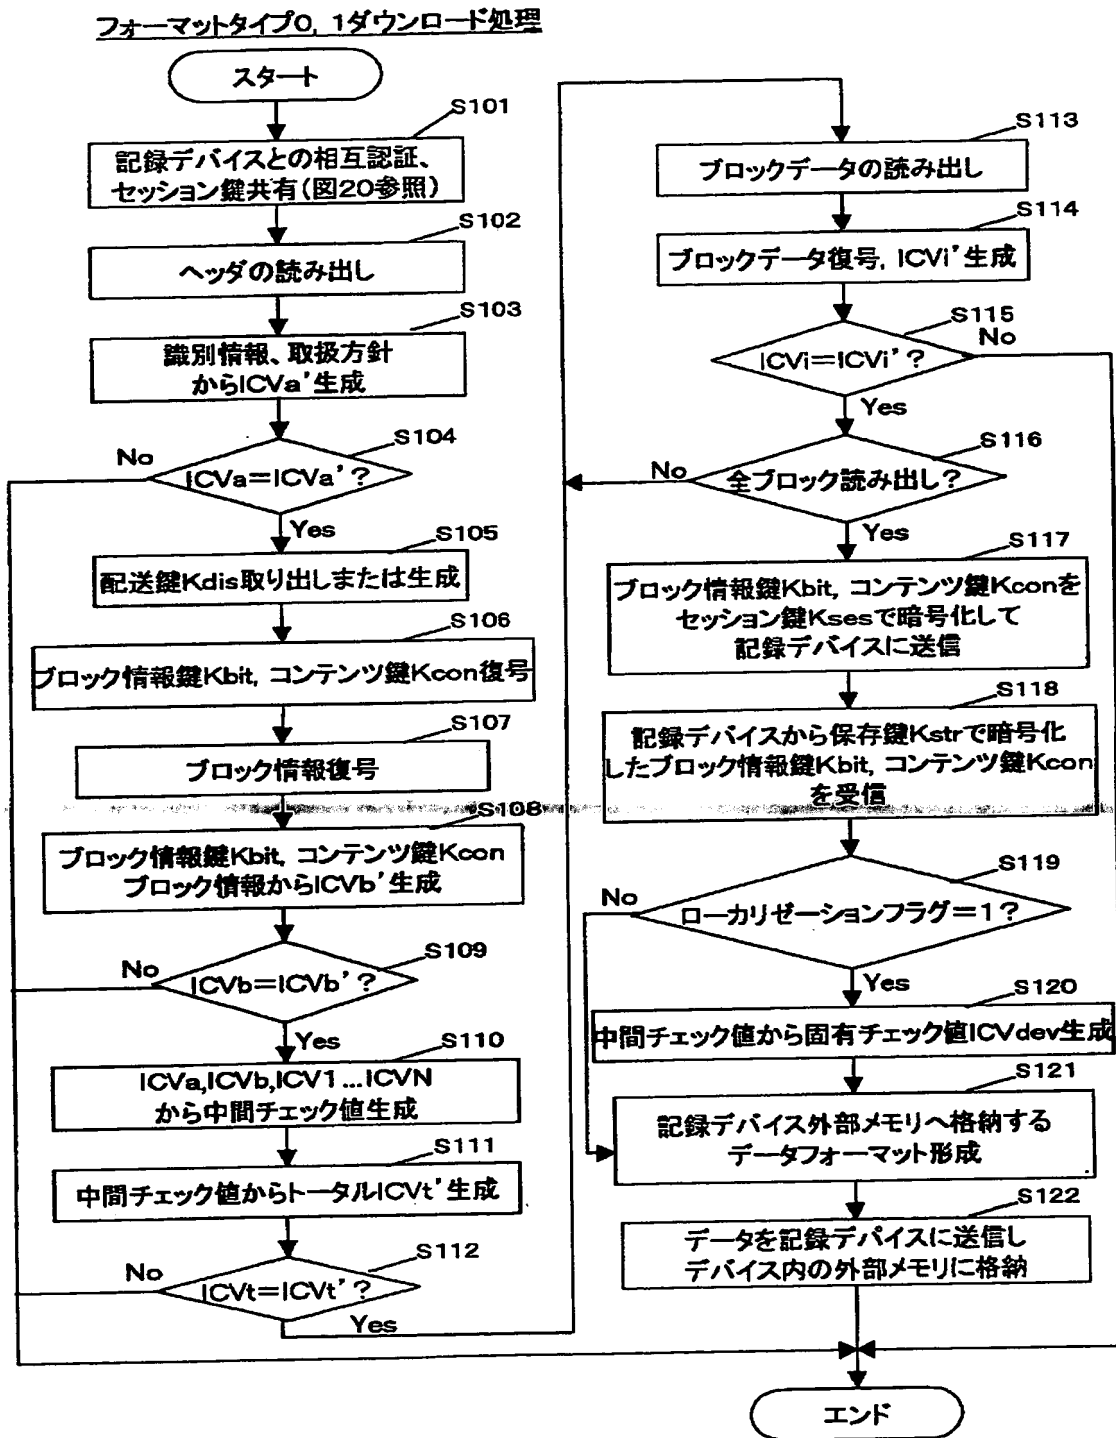 フォーマットタイプ0, 1ダウンロード処理
スタート
S101
記録デバイスとの相互認証、
セッション鍵共有(図20参照)
S102
ヘッダの読み出し
S103
識別情報、取扱方針
からICVa'生成
S104
No
ICVa=ICVa'?
Yes
S105
配送鍵Kdis取り出しまたは生成
S106
ブロック情報鍵Kbit, コンテンツ鍵Kcon復号
S107
ブロック情報復号
S108
ブロック情報鍵Kbit, コンテンツ鍵Kcon
ブロック情報からICVb'生成
S109
No
ICVb=ICVb'?
Yes
S110
ICVa,ICVb,ICV1...ICVN
から中間チェック値生成
S111
中間チェック値からトータルICVt'生成
S112
No
ICVt=ICVt'?
Yes
S113
ブロックデータの読み出し
S114
ブロックデータ復号, ICVi'生成
S115
No
ICVi=ICVi'?
Yes
S116
No
全ブロック読み出し?
Yes
S117
ブロック情報鍵Kbit, コンテンツ鍵Kconを
セッション鍵Ksesで暗号化して
記録デバイスに送信
S118
記録デバイスから保存鍵Kstrで暗号化
したブロック情報鍵Kbit, コンテンツ鍵Kcon
を受信
S119
No
ローカリゼーションフラグ=1?
Yes
S120
中間チェック値から固有チェック値ICVdev生成
S121
記録デバイス外部メモリへ格納する
データフォーマット形成
S122
データを記録デバイスに送信し
デバイス内の外部メモリに格納
エンド